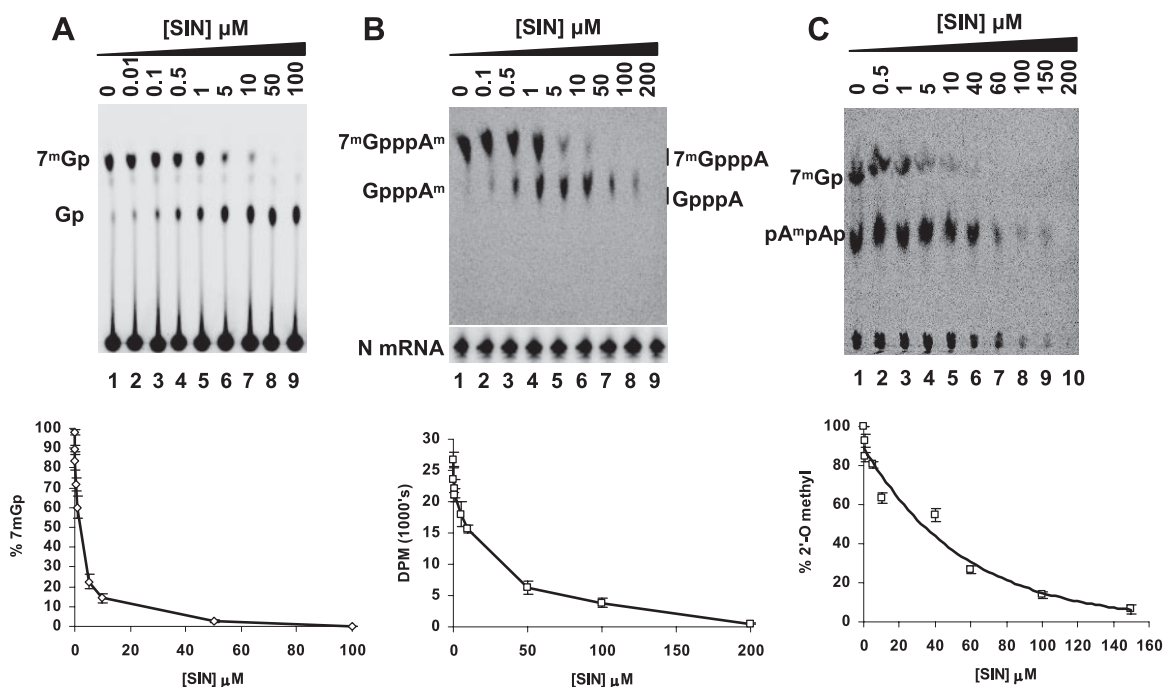 A
[SIN] µM
0 0.01 0.1 0.5 1 5 10 50 100
7mGp
Gp
1 2 3 4 5 6 7 8 9
100
90
80
70
60
50
40
30
20
10
0
% 7mGp
0 20 40 60 80 100
[SIN] µM
B
[SIN] µM
0 0.1 0.5 1 5 10 50 100 200
7mGpppAm
GpppAm
7mGpppA
GpppA
N mRNA
1 2 3 4 5 6 7 8 9
30
25
20
15
10
5
0
DPM (1000's)
0 50 100 150 200
[SIN] µM
C
[SIN] µM
0 0.5 1 5 10 40 60 100 150 200
7mGp
pAmpAp
1 2 3 4 5 6 7 8 9 10
100
80
60
40
20
0
% 2'-O methyl
0 20 40 60 80 100 120 140 160
[SIN] µM